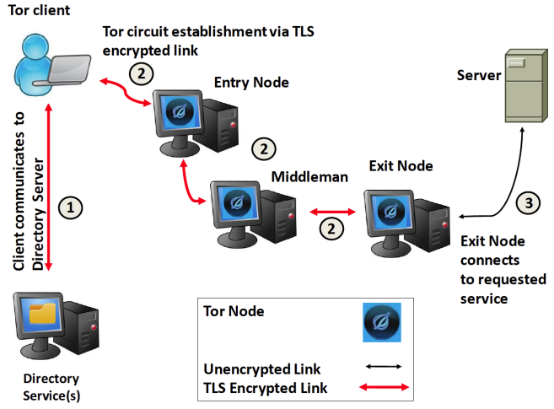 Tor client
Tor circuit establishment via TLS
encrypted link
2
Entry Node
Server
2
Client communicates to
Directory Server
1
Middleman
Exit Node
2
3
Exit Node
connects
to requested
service
Tor Node
Unencrypted Link
TLS Encrypted Link
Directory
Service(s)